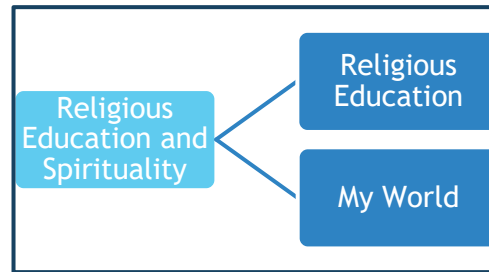 Religious
Education and
Spirituality
Religious
Education
My World